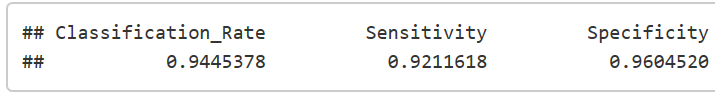 ## Classification_Rate Sensitivity Specificity
## 0.9445378 0.9211618 0.9604520